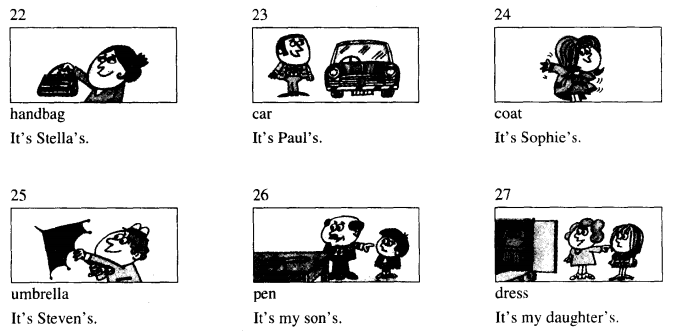 22 23 24
handbag car coat
It's Stella's. It's Paul's. It's Sophie's.
25 26 27
umbrella pen dress
It's Steven's. It's my son's. It's my daughter's.